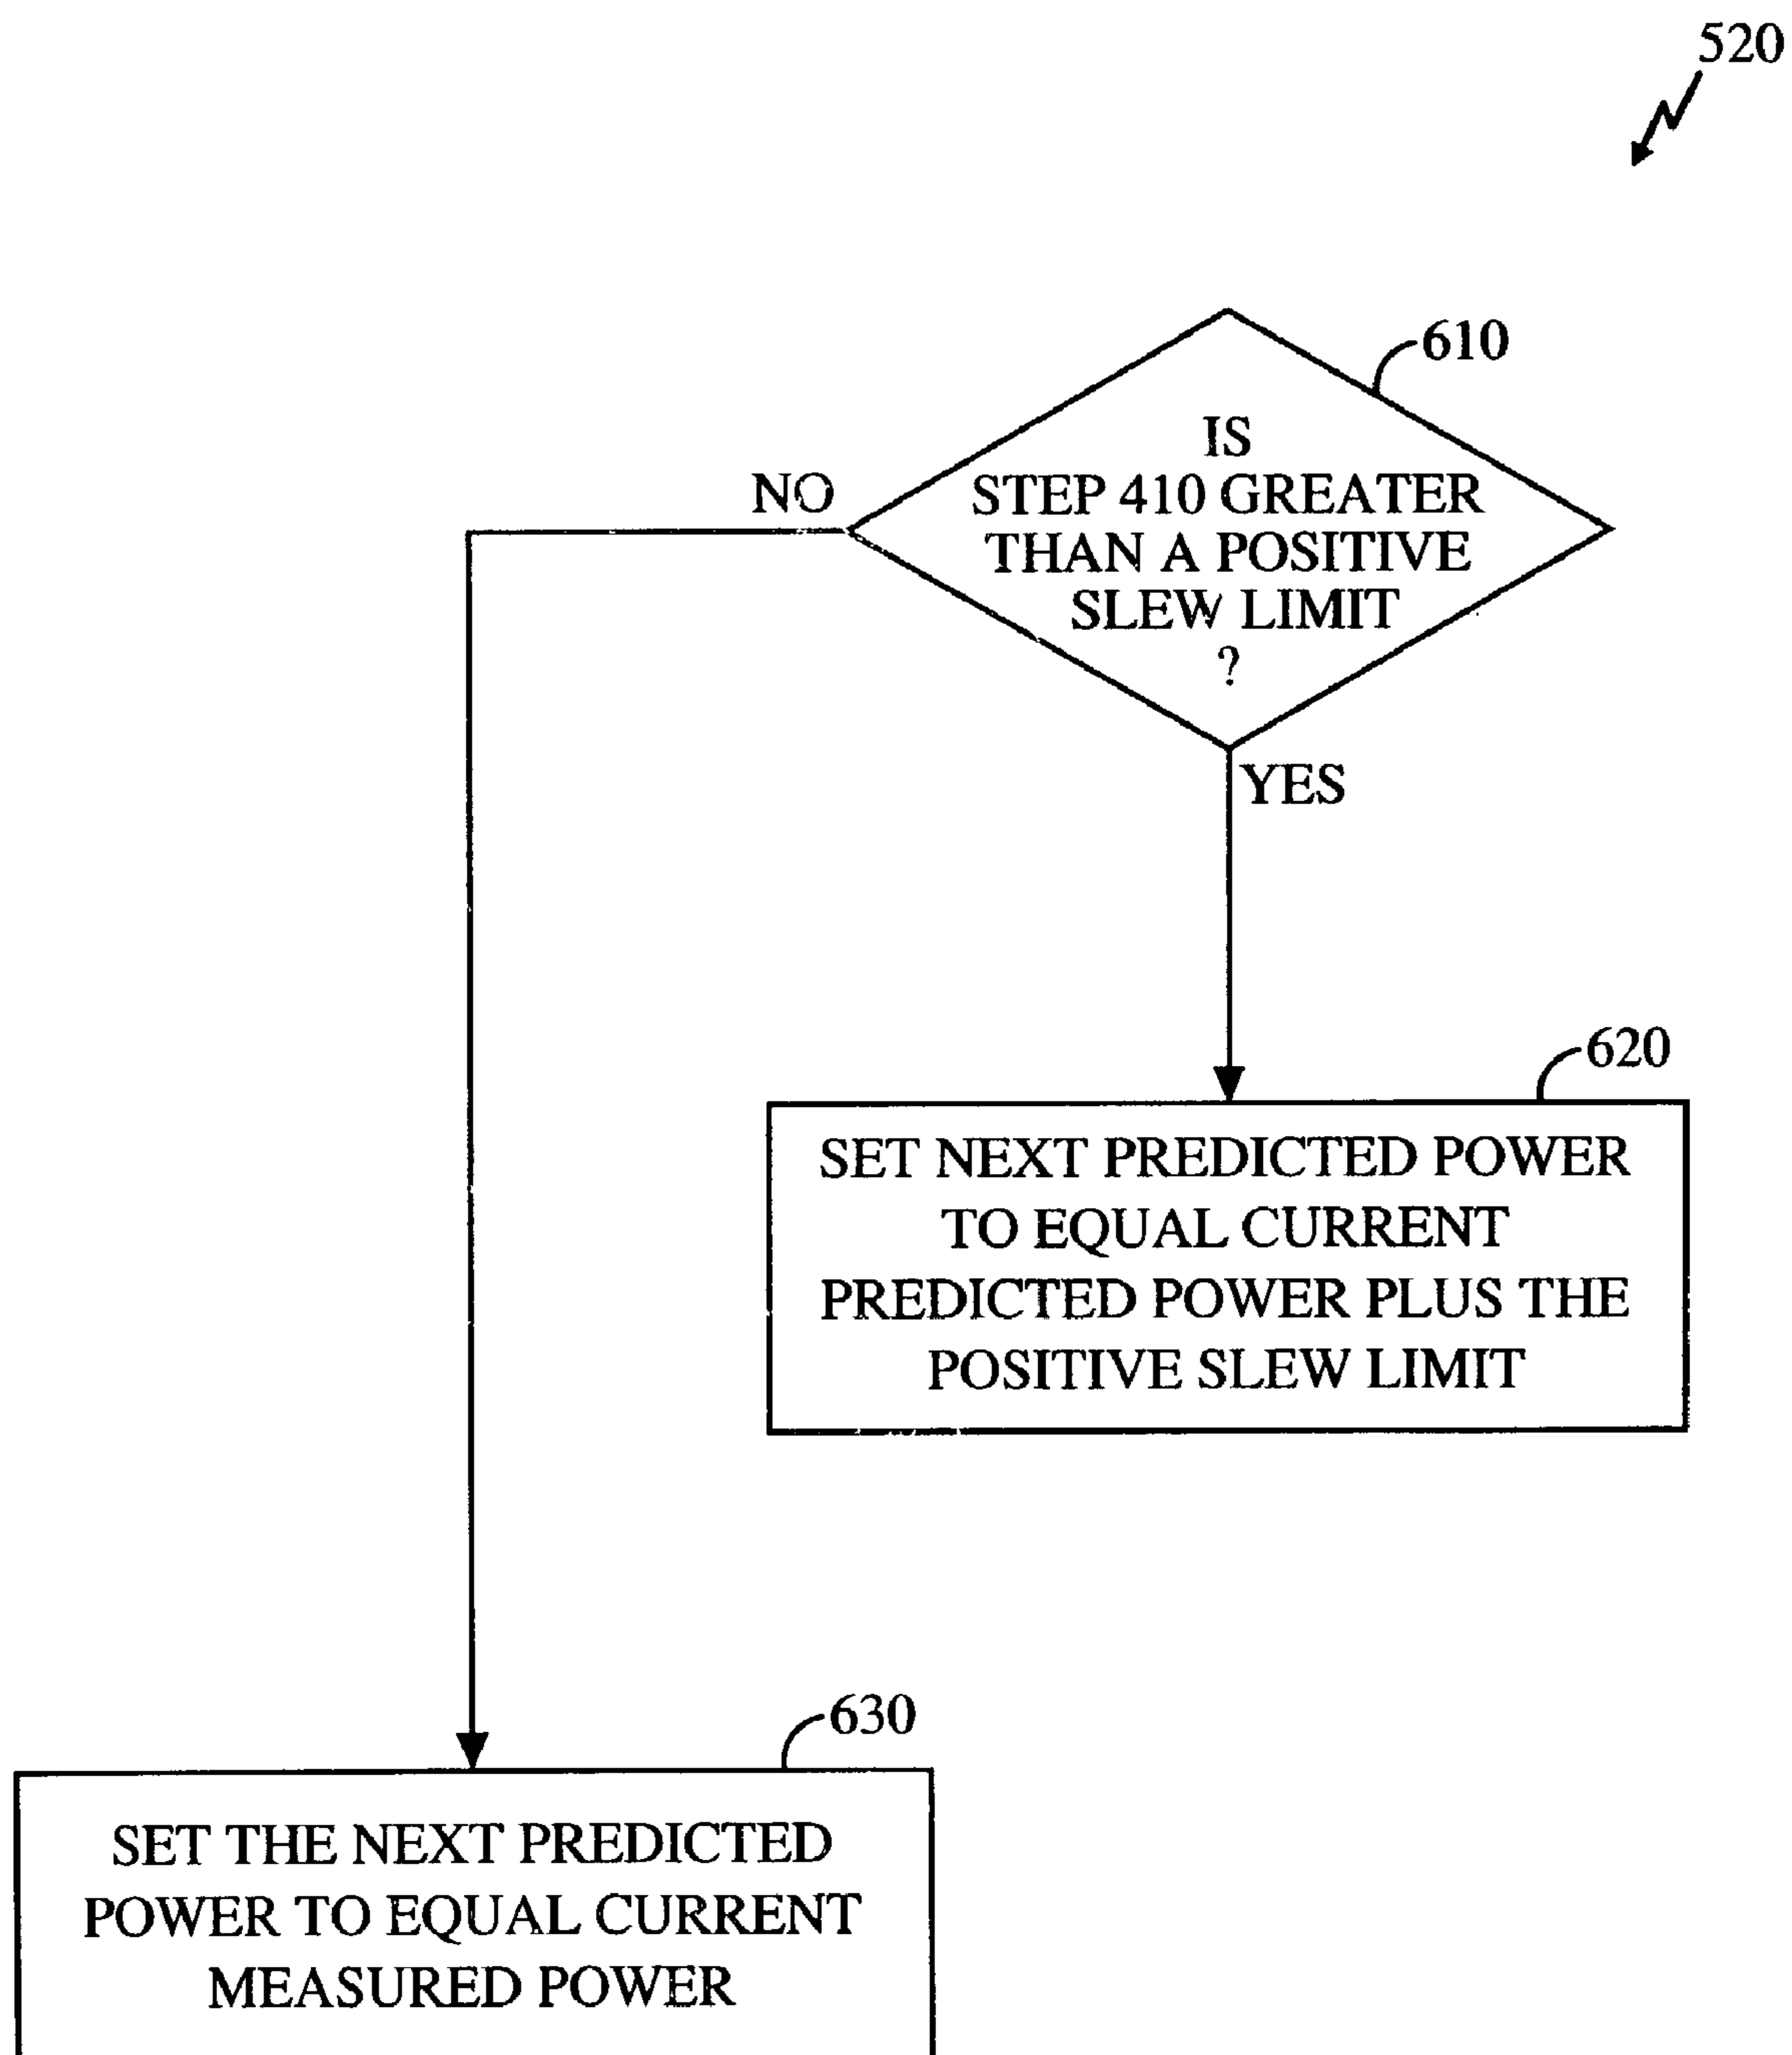 520
610
IS
STEP 410 GREATER
THAN A POSITIVE
SLEW LIMIT
?
NO
YES
620
SET NEXT PREDICTED POWER
TO EQUAL CURRENT
PREDICTED POWER PLUS THE
POSITIVE SLEW LIMIT
630
SET THE NEXT PREDICTED
POWER TO EQUAL CURRENT
MEASURED POWER